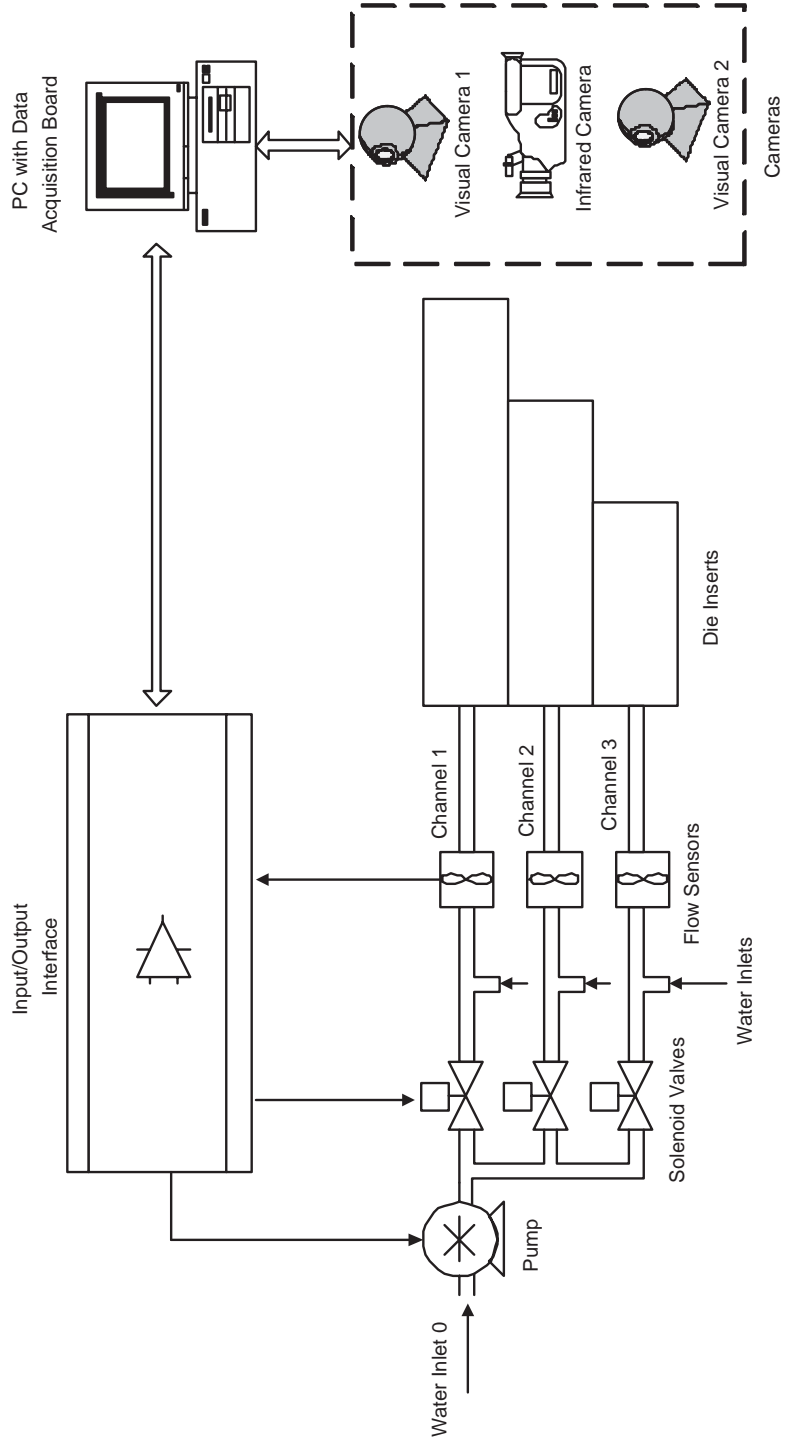 Input/Output
Interface
PC with Data
Acquisition Board
Visual Camera 1
Infrared Camera
Visual Camera 2
Cameras
Channel 1
Channel 2
Channel 3
Die Inserts
Flow Sensors
Water Inlets
Solenoid Valves
Pump
Water Inlet 0